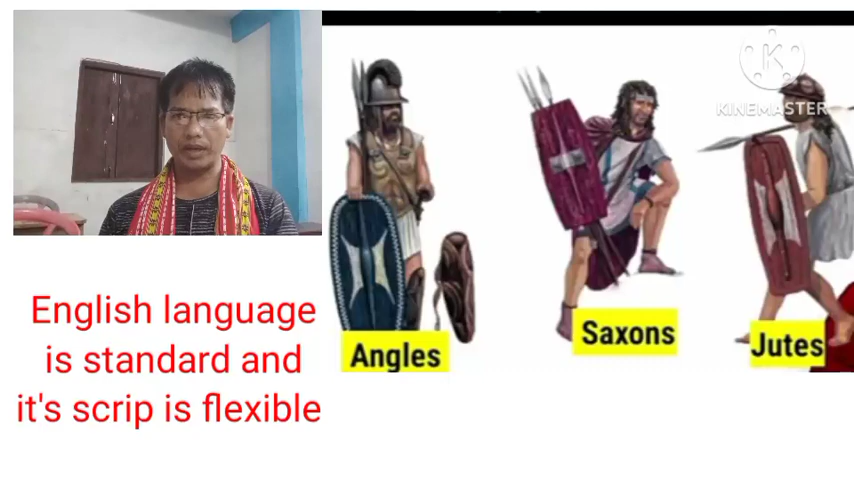 KINEMASTER
Angles
Saxons
Jutes
English language
is standard and
it's scrip is flexible